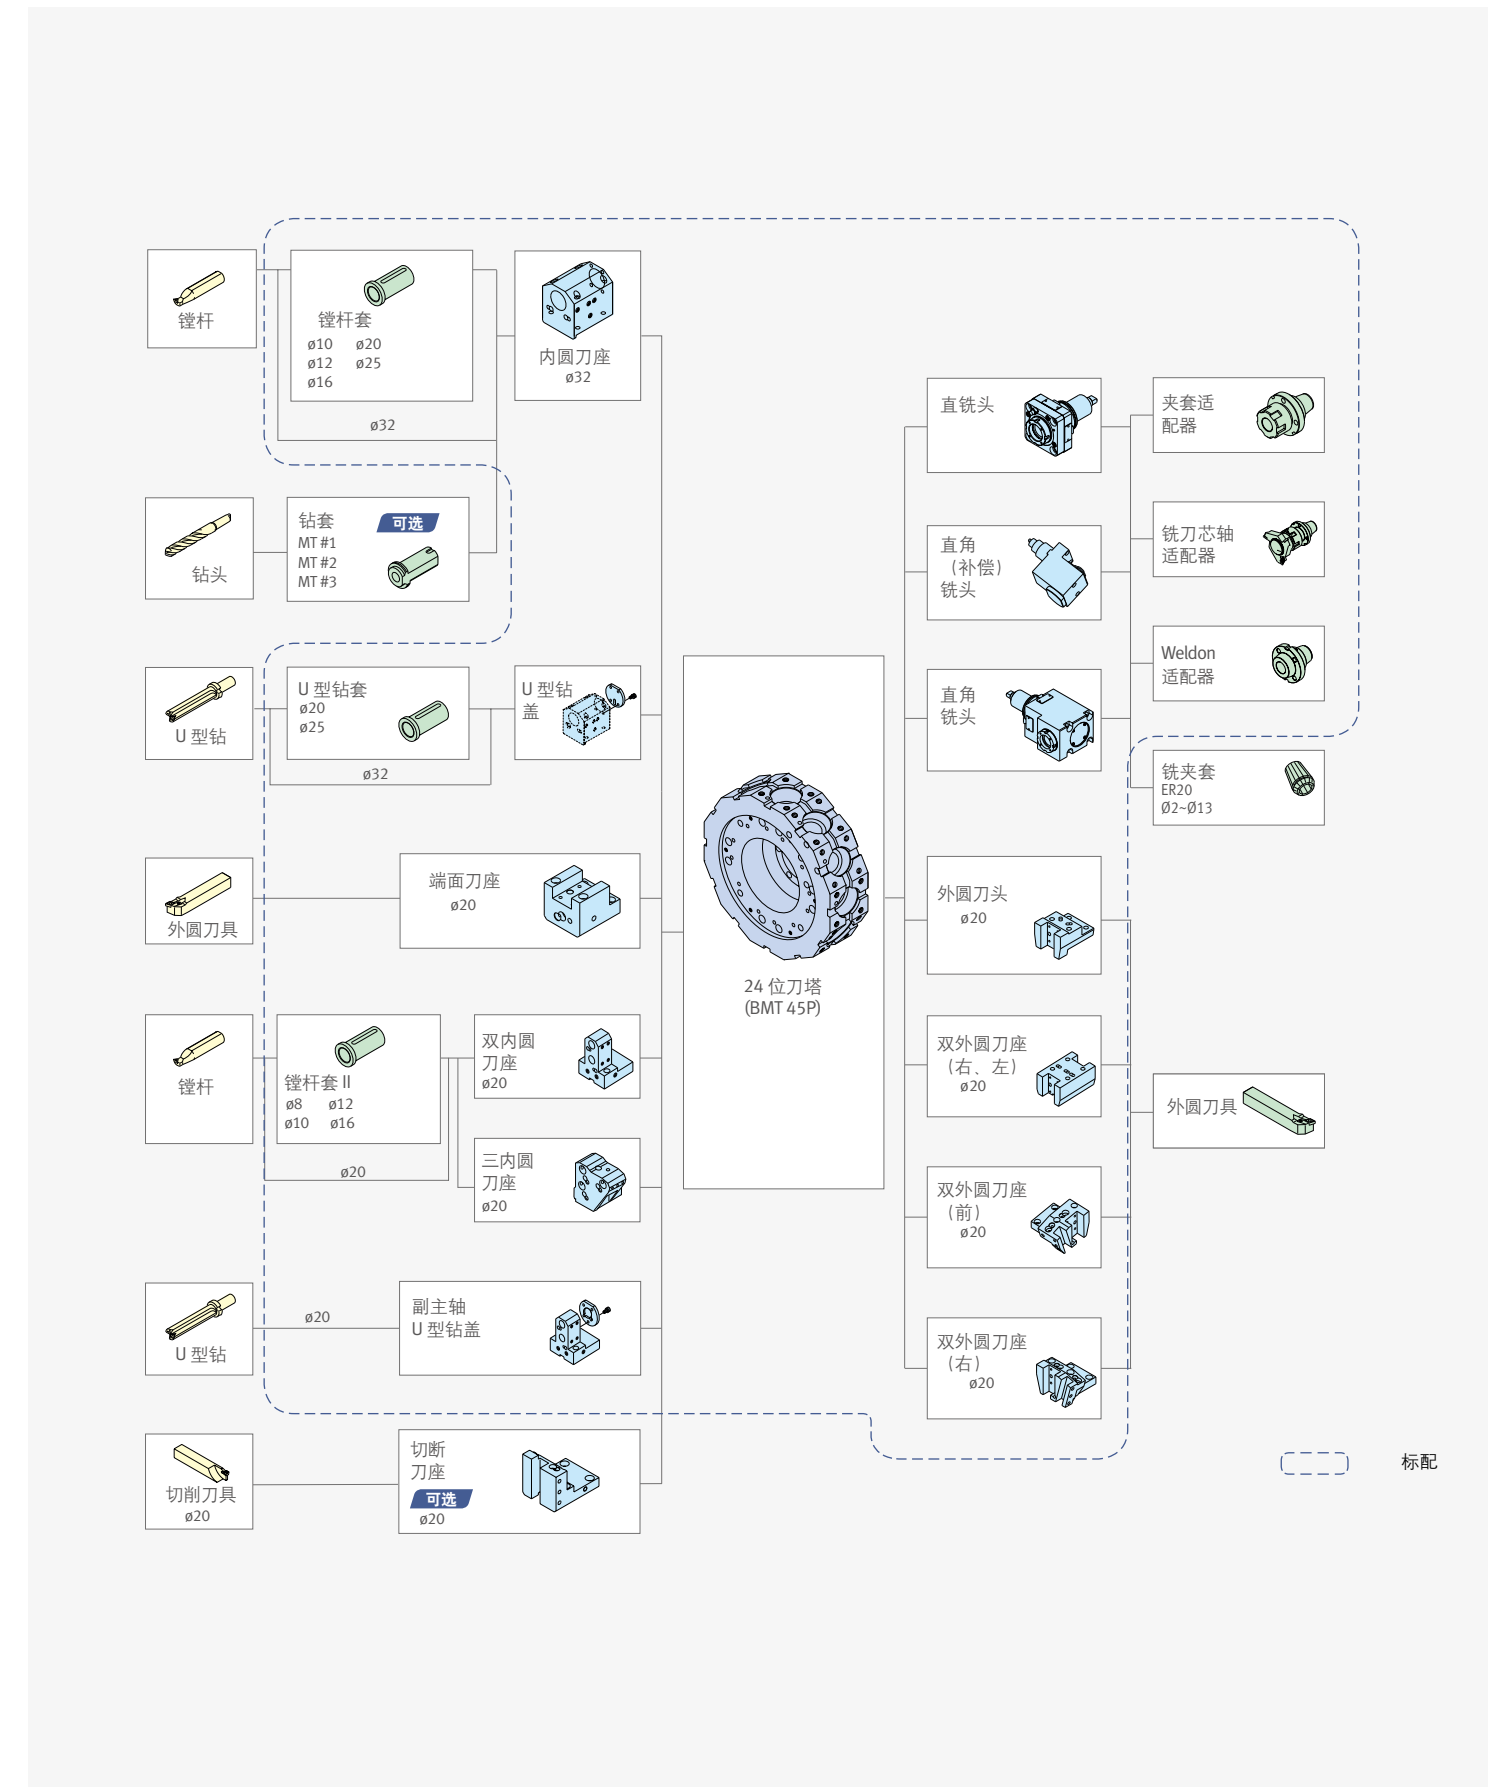 镗杆
镗杆套
ø10 ø20
ø12 ø25
ø16
内圆刀座
ø32
ø32
钻头
钻套
可选
MT #1
MT #2
MT #3
U 型钻
U 型钻套
ø20
ø25
ø32
U 型钻
盖
外圆刀具
端面刀座
ø20
镗杆
镗杆套 II
ø8 ø12
ø10 ø16
ø20
双内圆
刀座
ø20
三内圆
刀座
ø20
U 型钻
ø20
副主轴
U 型钻盖
切削刀具
ø20
切断
刀座
可选
ø20
24 位刀塔
(BMT 45P)
直铣头
直角
（补偿）
铣头
直角
铣头
夹套适
配器
铣刀芯轴
适配器
Weldon
适配器
铣夹套
ER20
Ø2~Ø13
外圆刀头
ø20
双外圆刀座
（右、左）
ø20
双外圆刀座
（前）
ø20
双外圆刀座
（右）
ø20
外圆刀具
标配